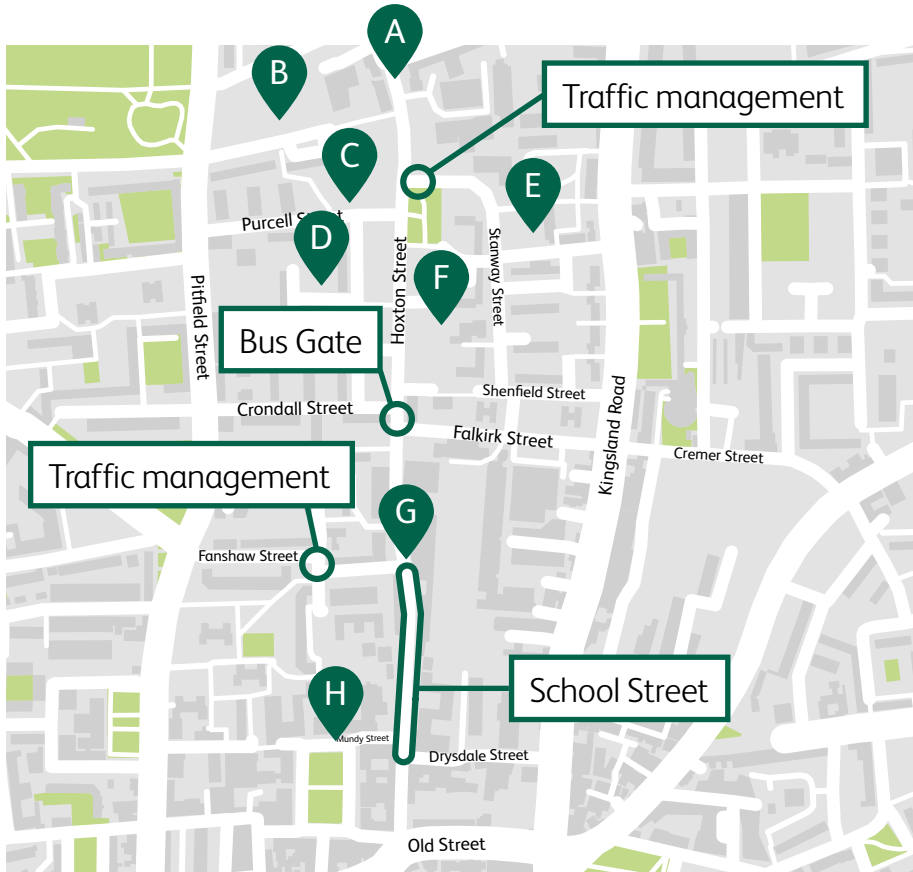 A
B
Traffic management
C
E
Purcell Street
D
Stanway Street
Hoxton Street
F
Pitfield Street
Bus Gate
Shenfield Street
Crondall Street
Kingsland Road
Falkirk Street
Cremer Street
Traffic management
G
Fanshaw Street
H
School Street
Mundy Street
Drysdale Street
Old Street